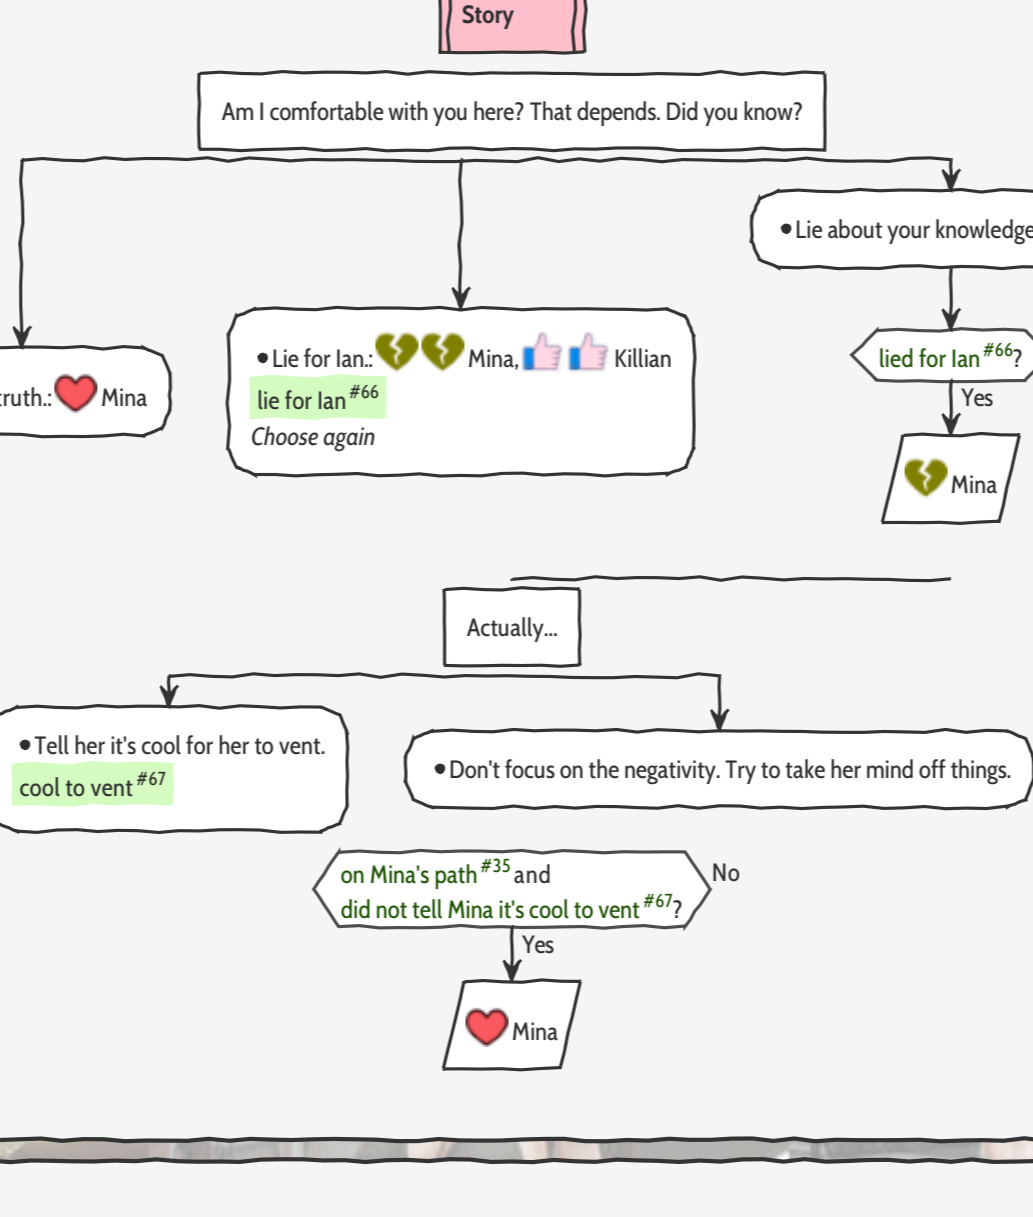 Story
Am I comfortable with you here? That depends. Did you know?
•Lie about your knowledge
•Lie for Ian.: Mina, Killian
lie for Ian #66
Choose again
truth.: Mina
lied for Ian #66?
Yes
Mina
Actually...
•Tell her it's cool for her to vent.
cool to vent #67
•Don't focus on the negativity. Try to take her mind off things.
on Mina's path #35 and
did not tell Mina it's cool to vent #67?
No
Yes
Mina